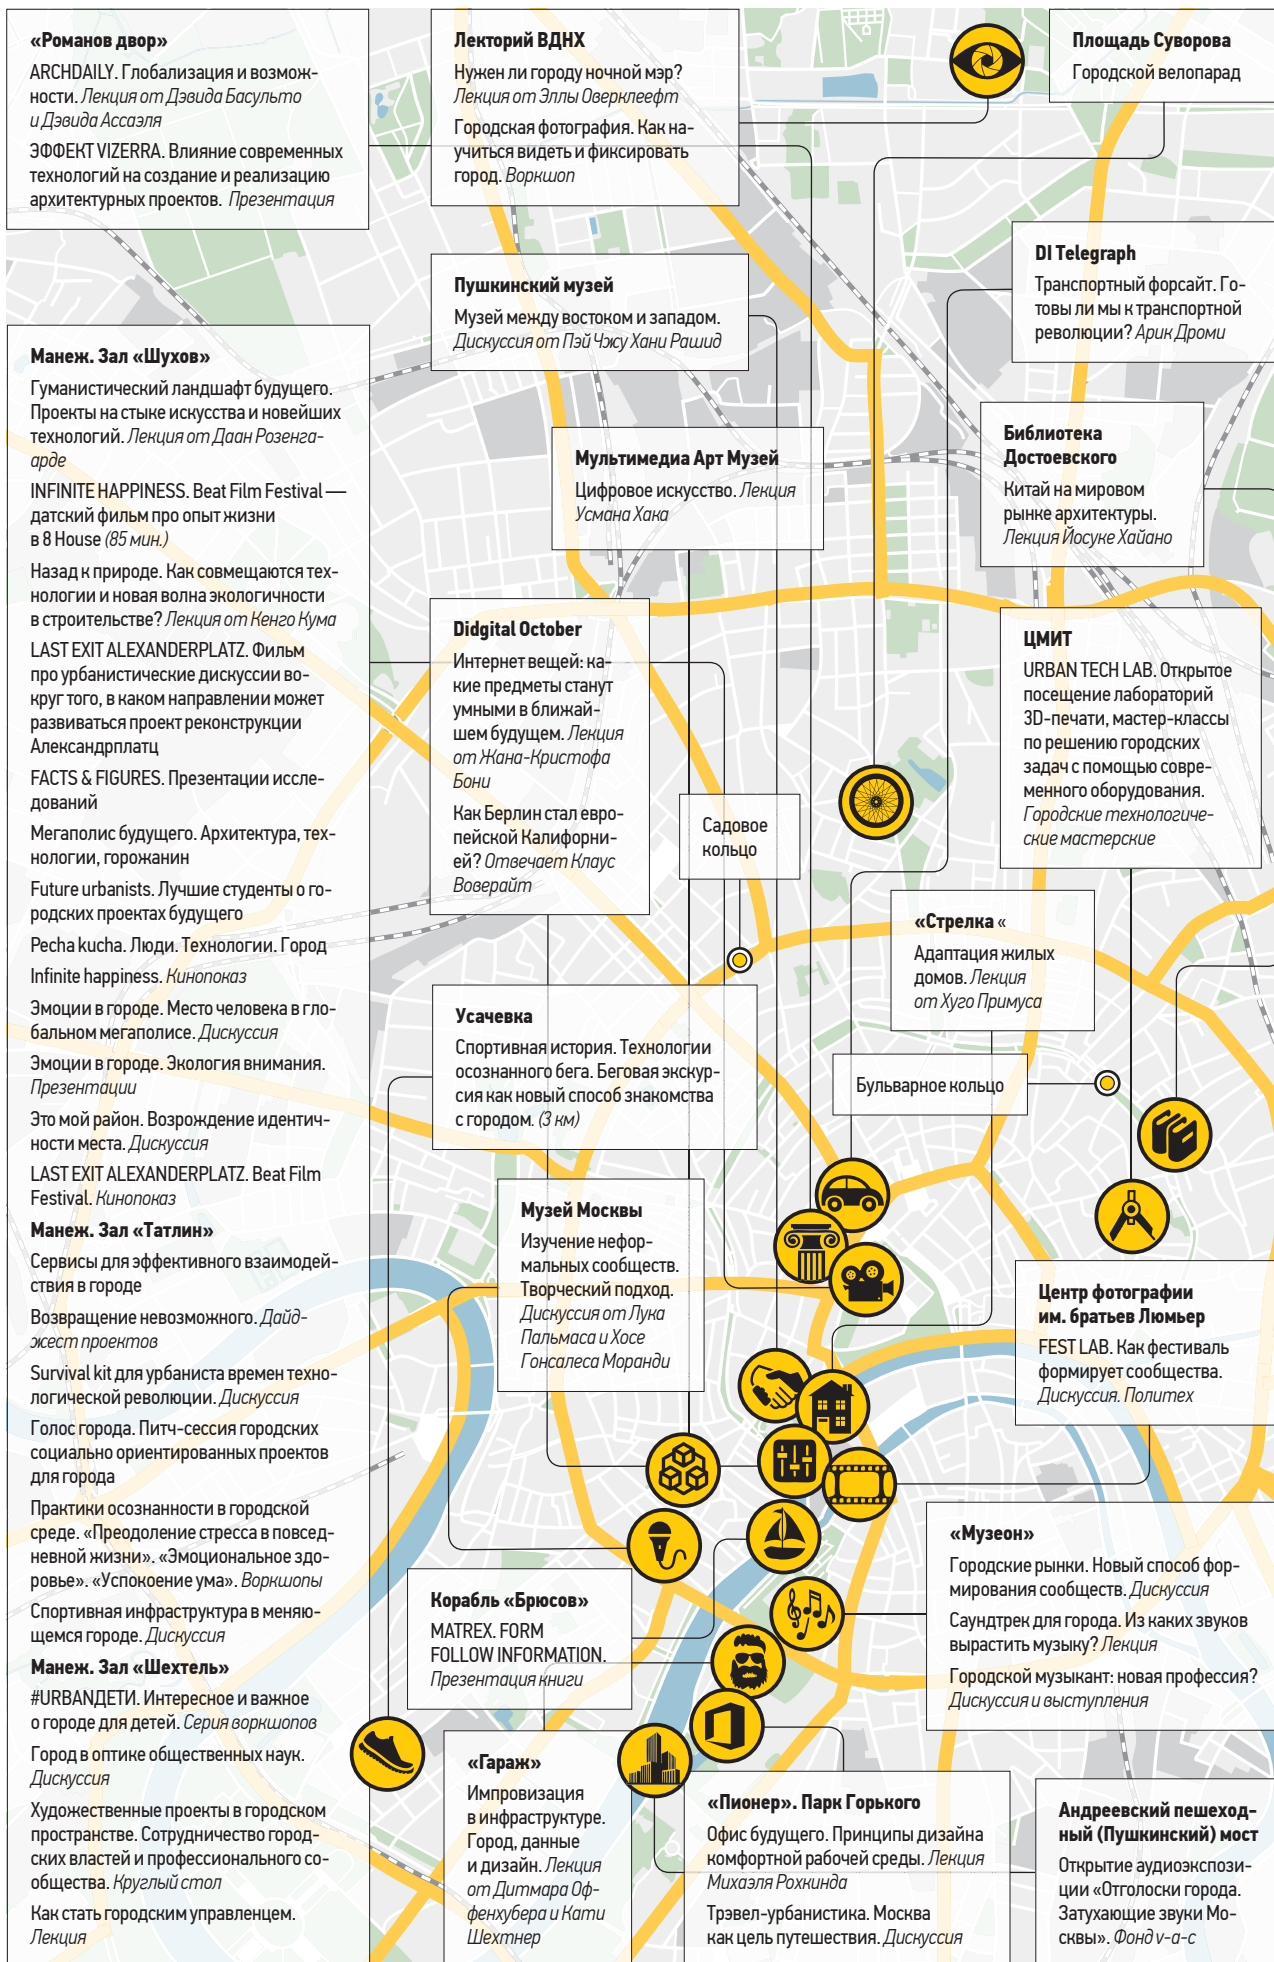 «Романов двор»
ARCHDAILY. Глобализация и возмож-
ности. Лекция от Дэвида Басульто
и Дэвида Ассаэля
ЭФФЕКТ VIZERRA. Влияние современных
технологий на создание и реализацию
архитектурных проектов. Презентация
Лекторий ВДНХ
Нужен ли городу ночной мэр?
Лекция от Эллы Оверклеефт
Городская фотография. Как на-
учиться видеть и фиксировать
город. Воркшоп
Площадь Суворова
Городской велопарад
Пушкинский музей
Музей между востоком и западом.
Дискуссия от Пэй Чжу Хани Рашид
DI Telegraph
Транспортный форсайт. Го-
товы ли мы к транспортной
революции? Арик Дроми
Манеж. Зал «Шухов»
Гуманистический ландшафт будущего.
Проекты на стыке искусства и новейших
технологий. Лекция от Даан Розенга-
арде
INFINITE HAPPINESS. Beat Film Festival —
датский фильм про опыт жизни
в 8 House (85 мин.)
Назад к природе. Как совмещаются тех-
нологии и новая волна экологичности
в строительстве? Лекция от Кенго Кума
LAST EXIT ALEXANDERPLATZ. Фильм
про урбанистические дискуссии во-
круг того, в каком направлении может
развиваться проект реконструкции
Александрплатц
FACTS & FIGURES. Презентации иссле-
дований
Мегаполис будущего. Архитектура, тех-
нологии, горожанин
Future urbanists. Лучшие студенты о го-
родских проектах будущего
Pecha kucha. Люди. Технологии. Город
Infinite happiness. Кинопоказ
Эмоции в городе. Место человека в гло-
бальном мегаполисе. Дискуссия
Эмоции в городе. Экология внимания.
Презентации
Это мой район. Возрождение идентич-
ности места. Дискуссия
LAST EXIT ALEXANDERPLATZ. Beat Film
Festival. Кинопоказ
Манеж. Зал «Татлин»
Сервисы для эффективного взаимодей-
ствия в городе
Возвращение невозможного. Дайд-
жест проектов
Survival kit для урбаниста времен техно-
логической революции. Дискуссия
Голос города. Питч-сессия городских
социально ориентированных проектов
для города
Практики осознанности в городской
среде. «Преодоление стресса в повсед-
невной жизни». «Эмоциональное здо-
ровье». «Успокоение ума». Воркшопы
Спортивная инфраструктура в меняю-
щемся городе. Дискуссия
Манеж. Зал «Шехтель»
#URBANДЕТИ. Интересное и важное
о городе для детей. Серия воркшопов
Город в оптике общественных наук.
Дискуссия
Художественные проекты в городском
пространстве. Сотрудничество город-
ских властей и профессионального со-
общества. Круглый стол
Как стать городским управленцем.
Лекция
Мультимедиа Арт Музей
Цифровое искусство. Лекция
Усмана Хака
Библиотека
Достоевского
Китай на мировом
рынке архитектуры.
Лекция Йосуке Хайано
Didgital October
Интернет вещей: ка-
кие предметы станут
умными в ближай-
шем будущем. Лекция
от Жана-Кристофа
Бони
Как Берлин стал евро-
пейской Калифорни-
ей? Отвечает Клаус
Воверайт
ЦМИТ
URBAN TECH LAB. Открытое
посещение лабораторий
3D-печати, мастер-классы
по решению городских
задач с помощью совре-
менного оборудования.
Городские технологиче-
ские мастерские
Садовое
кольцо
«Стрелка «
Адаптация жилых
домов. Лекция
от Хуго Примуса
Усачевка
Спортивная история. Технологии
осознанного бега. Беговая экскур-
сия как новый способ знакомства
с городом. (3 км)
Бульварное кольцо
Музей Москвы
Изучение нефор-
мальных сообществ.
Творческий подход.
Дискуссия от Лука
Пальмаса и Хосе
Гонсалеса Моранди
Центр фотографии
им. братьев Люмьер
FEST LAB. Как фестиваль
формирует сообщества.
Дискуссия. Политех
Корабль «Брюсов»
MATREX. FORM
FOLLOW INFORMATION.
Презентация книги
«Музеон»
Городские рынки. Новый способ фор-
мирования сообществ. Дискуссия
Саундтрек для города. Из каких звуков
вырастить музыку? Лекция
Городской музыкант: новая профессия?
Дискуссия и выступления
«Гараж»
Импровизация
в инфраструктуре.
Город, данные
и дизайн. Лекция
от Дитмара Оф-
фенхубера и Кати
Шехтнер
«Пионер». Парк Горького
Офис будущего. Принципы дизайна
комфортной рабочей среды. Лекция
Михаэля Рохкинда
Трэвел-урбанистика. Москва
как цель путешествия. Дискуссия
Андреевский пешеход-
ный (Пушкинский) мост
Открытие аудиоэкспози-
ции «Отголоски города.
Затухающие звуки Мо-
сквы». Фонд v-a-c